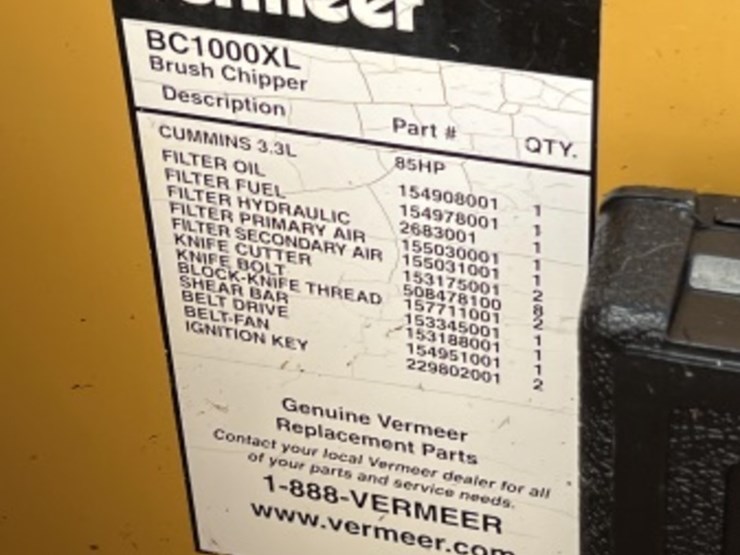 Vermeer
BC1000XL
Brush Chipper
Description Part # QTY.
CUMMINS 3.3L 85HP
FILTER OIL 154908001 1
FILTER FUEL 154978001 1
FILTER HYDRAULIC 2683001 1
FILTER PRIMARY AIR 155030001 1
FILTER SECONDARY AIR 155031001 1
KNIFE CUTTER 153175001 2
KNIFE BOLT 508478100 8
BLOCK-KNIFE THREAD 157711001 2
SHEAR BAR 153345001 1
BELT DRIVE 153188001 1
BELT-FAN 154951001 1
IGNITION KEY 229802001 2
Genuine Vermeer
Replacement Parts
Contact your local Vermeer dealer for all
of your parts and service needs.
1-888-VERMEER
www.vermeer.com